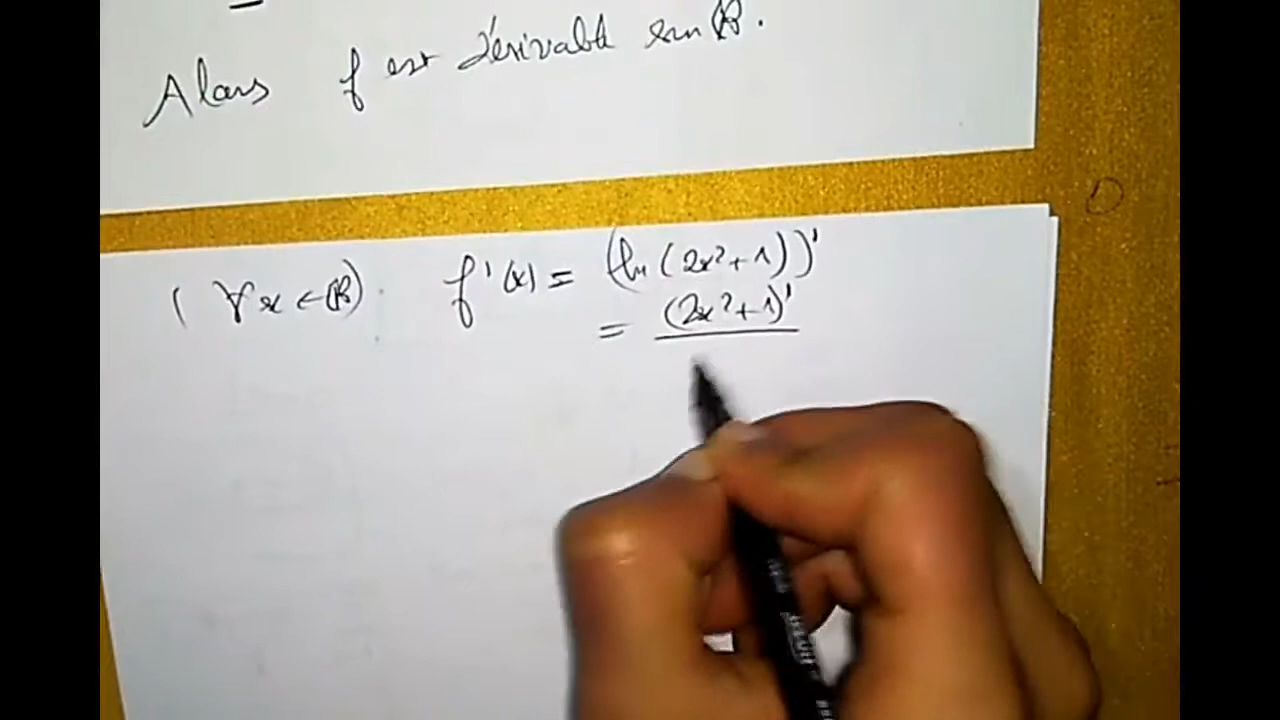 Alors f est dérivable sur ℝ.
(∀x∈ℝ). f'(x) = (ln(2x²+1))'
= (2x²+1)'